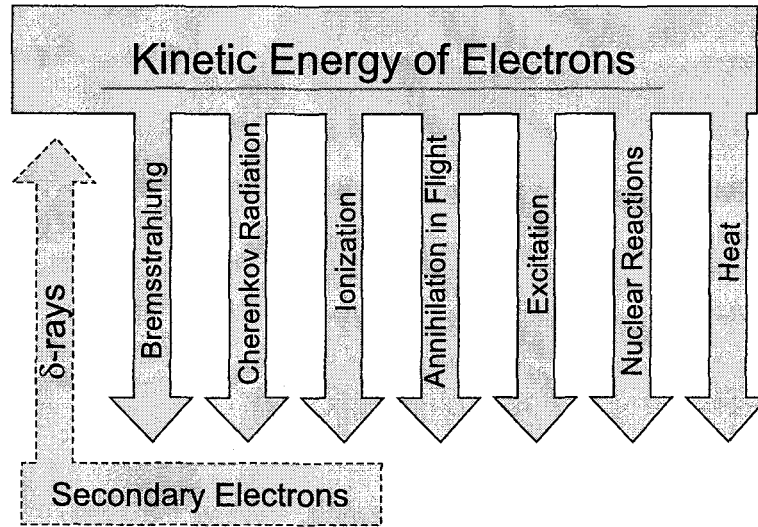 Kinetic Energy of Electrons
δ-rays
Bremsstrahlung
Cherenkov Radiation
Ionization
Annihilation in Flight
Excitation
Nuclear Reactions
Heat
Secondary Electrons